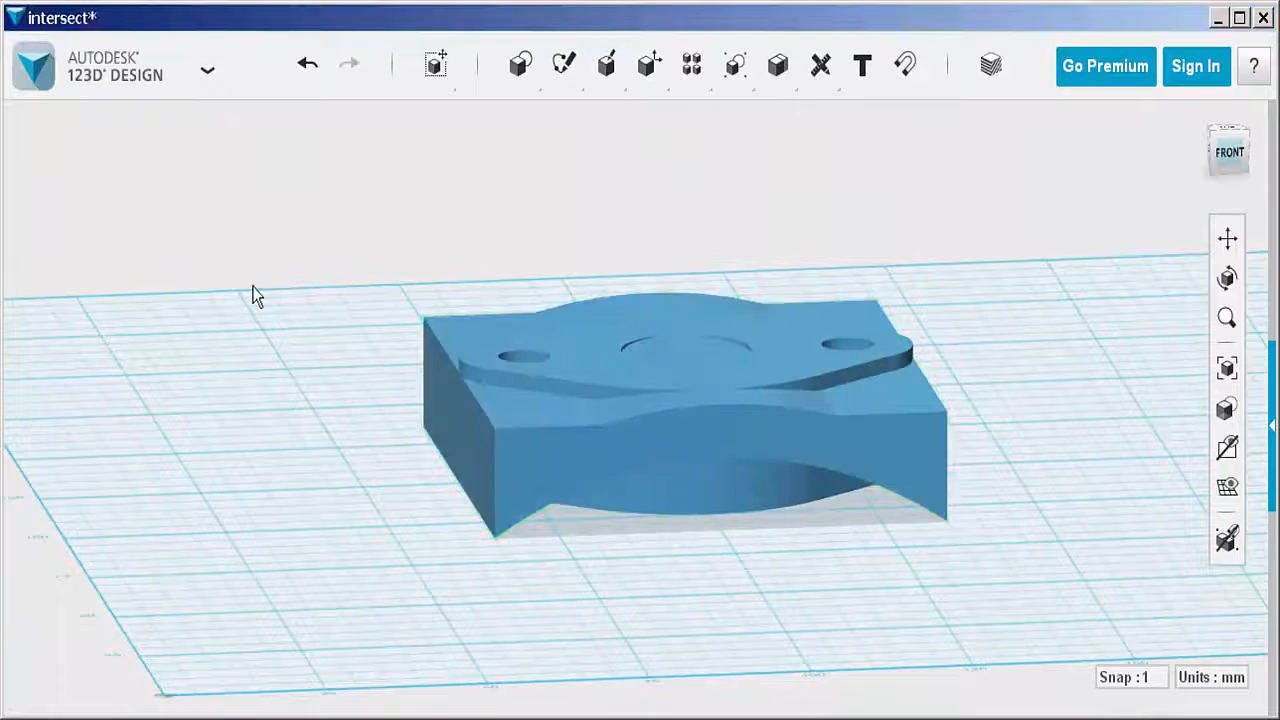 intersect*
AUTODESK®
123D® DESIGN
T
Go Premium
Sign In
?
FRONT
Snap : 1
Units : mm